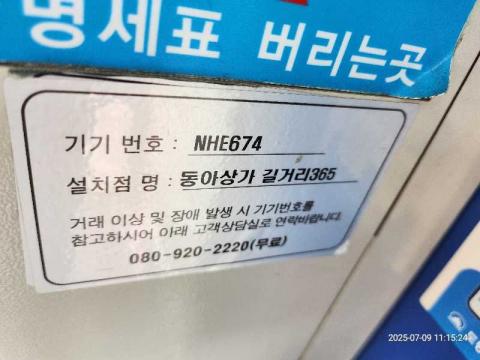 명세표 버리는곳
기기 번호 : NHE674
설치점 명 : 동아상가 길거리365
거래 이상 및 장애 발생 시 기기번호를
참고하시어 아래 고객상담실로 연락바랍니다.
080-920-2220(무료)
2025-07-09 11:15:24